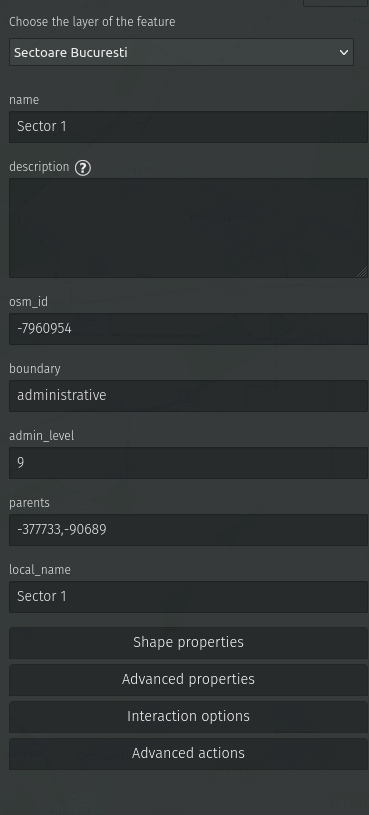 Choose the layer of the feature
Sectoare Bucuresti
name
Sector 1
description ?
osm_id
-7960954
boundary
administrative
admin_level
9
parents
-377733,-90689
local_name
Sector 1
Shape properties
Advanced properties
Interaction options
Advanced actions